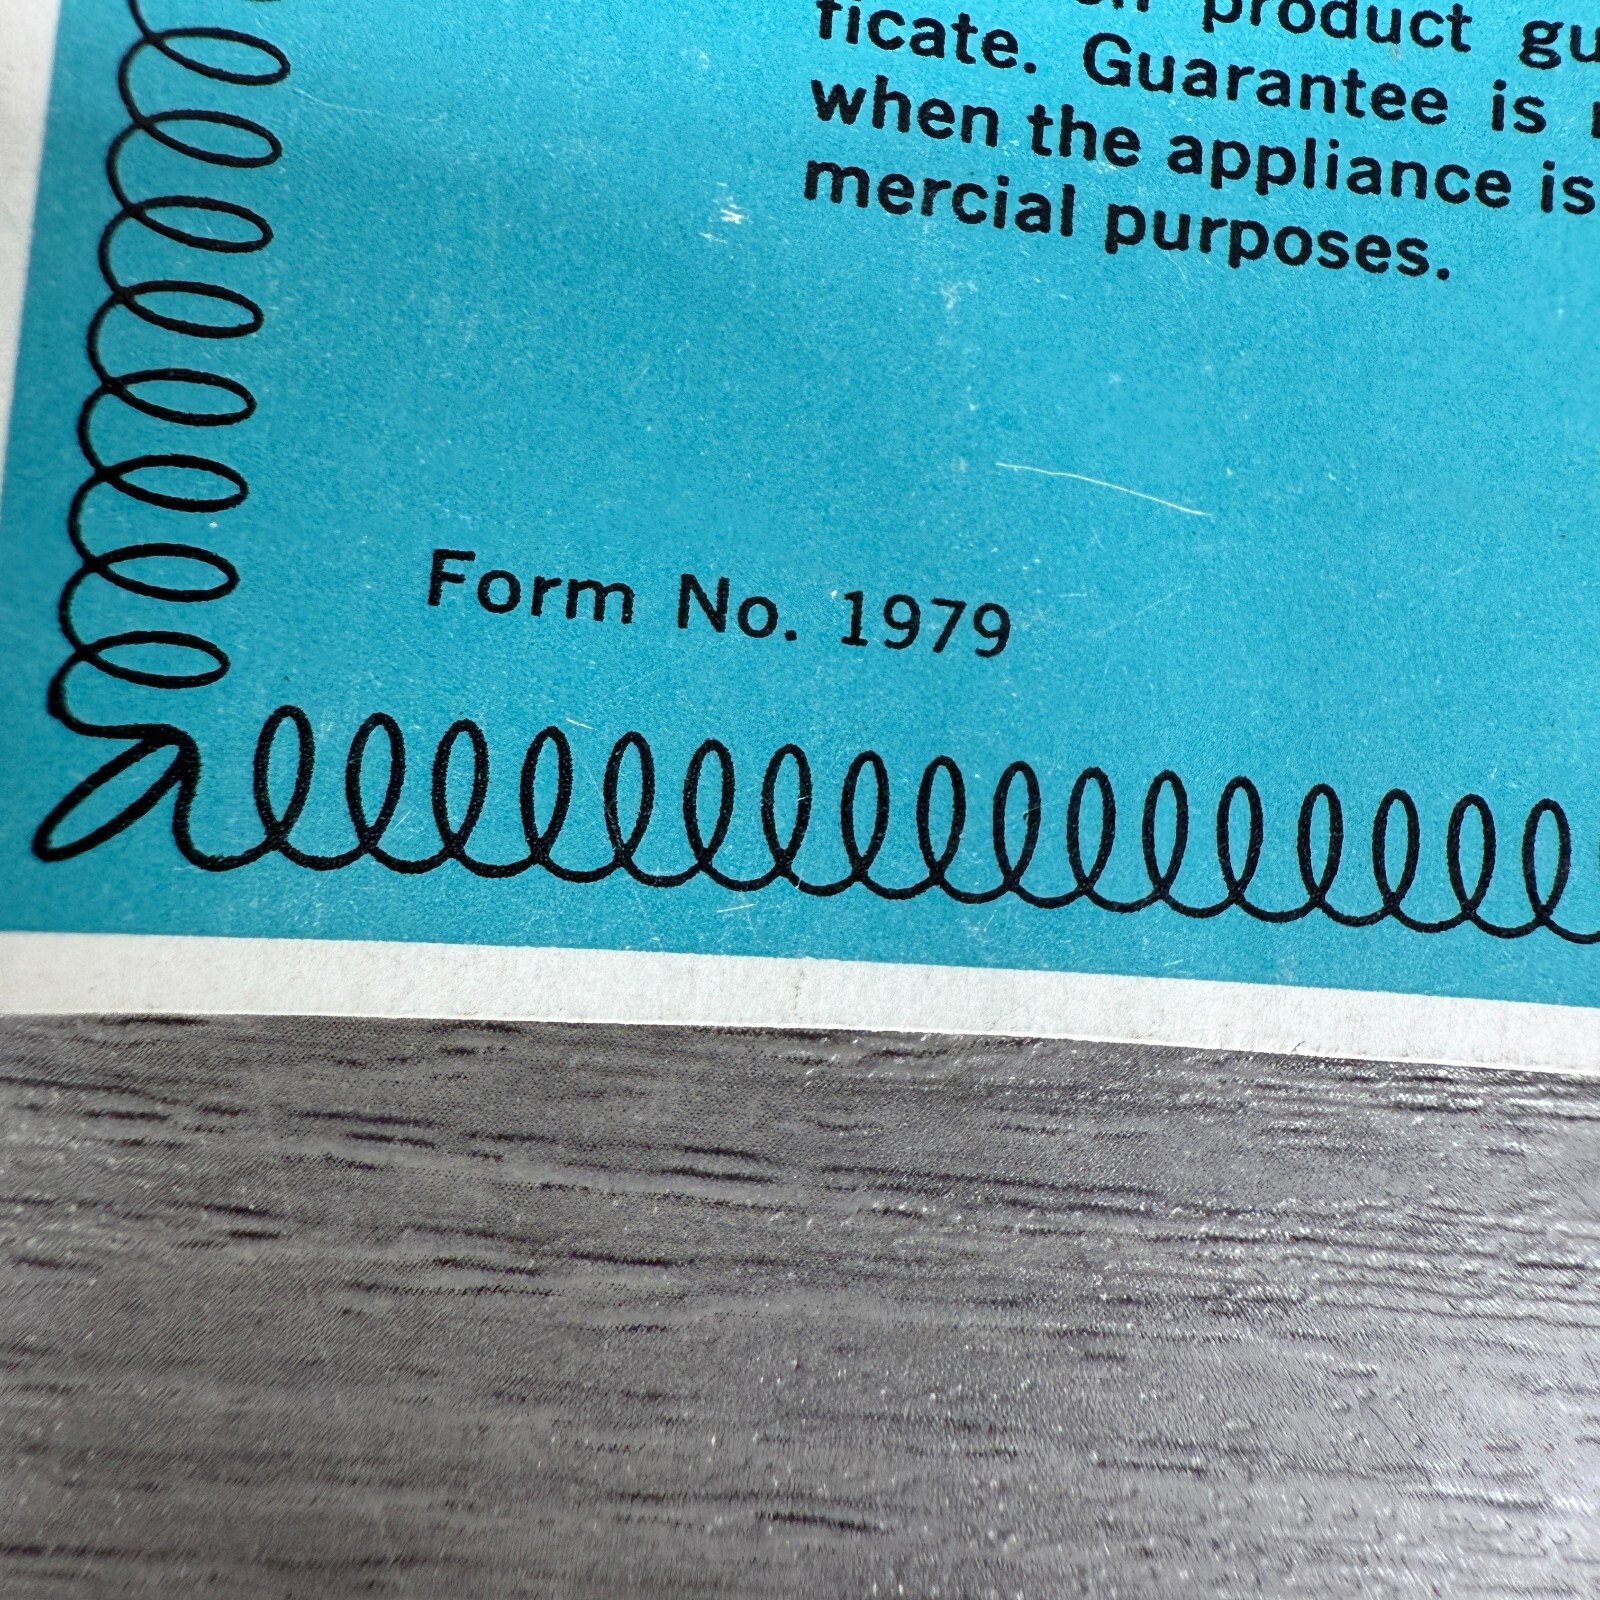 product
ficate. Guarantee is
when the appliance is
mercial purposes.
Form No. 1979